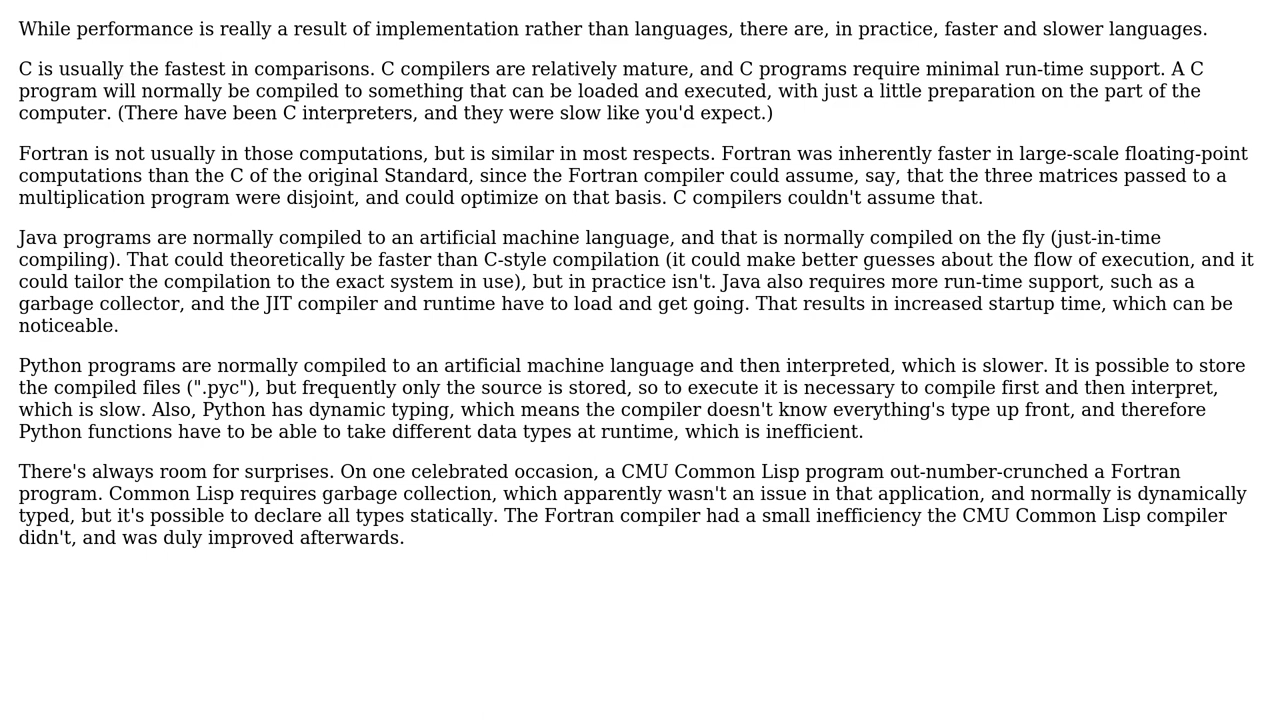 While performance is really a result of implementation rather than languages, there are, in practice, faster and slower languages.
C is usually the fastest in comparisons. C compilers are relatively mature, and C programs require minimal run-time support. A C
program will normally be compiled to something that can be loaded and executed, with just a little preparation on the part of the
computer. (There have been C interpreters, and they were slow like you'd expect.)
Fortran is not usually in those computations, but is similar in most respects. Fortran was inherently faster in large-scale floating-point
computations than the C of the original Standard, since the Fortran compiler could assume, say, that the three matrices passed to a
multiplication program were disjoint, and could optimize on that basis. C compilers couldn't assume that.
Java programs are normally compiled to an artificial machine language, and that is normally compiled on the fly (just-in-time
compiling). That could theoretically be faster than C-style compilation (it could make better guesses about the flow of execution, and it
could tailor the compilation to the exact system in use), but in practice isn't. Java also requires more run-time support, such as a
garbage collector, and the JIT compiler and runtime have to load and get going. That results in increased startup time, which can be
noticeable.
Python programs are normally compiled to an artificial machine language and then interpreted, which is slower. It is possible to store
the compiled files (".pyc"), but frequently only the source is stored, so to execute it is necessary to compile first and then interpret,
which is slow. Also, Python has dynamic typing, which means the compiler doesn't know everything's type up front, and therefore
Python functions have to be able to take different data types at runtime, which is inefficient.
There's always room for surprises. On one celebrated occasion, a CMU Common Lisp program out-number-crunched a Fortran
program. Common Lisp requires garbage collection, which apparently wasn't an issue in that application, and normally is dynamically
typed, but it's possible to declare all types statically. The Fortran compiler had a small inefficiency the CMU Common Lisp compiler
didn't, and was duly improved afterwards.